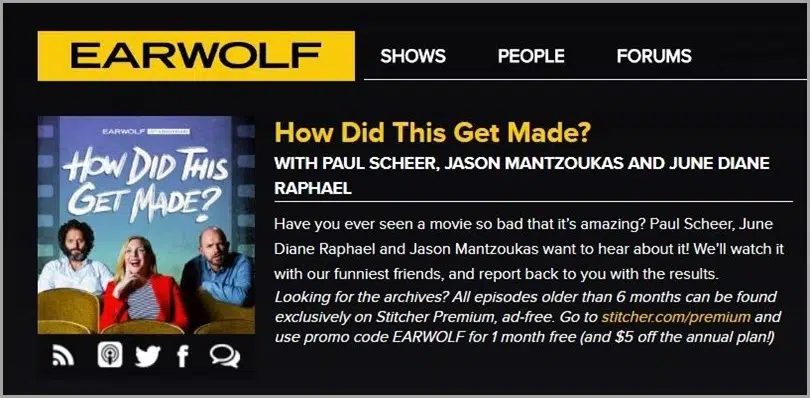 EARWOLF
SHOWS
PEOPLE
FORUMS
EARWOLF
HOW DID THIS
GET MADE?
How Did This Get Made?
WITH PAUL SCHEER, JASON MANTZOUKAS AND JUNE DIANE
RAPHAEL
Have you ever seen a movie so bad that it's amazing? Paul Scheer, June
Diane Raphael and Jason Mantzoukas want to hear about it! We'll watch it
with our funniest friends, and report back to you with the results.
Looking for the archives? All episodes older than 6 months can be found
exclusively on Stitcher Premium, ad-free. Go to stitcher.com/premium and
use promo code EARWOLF for 1 month free (and $5 off the annual plan!)